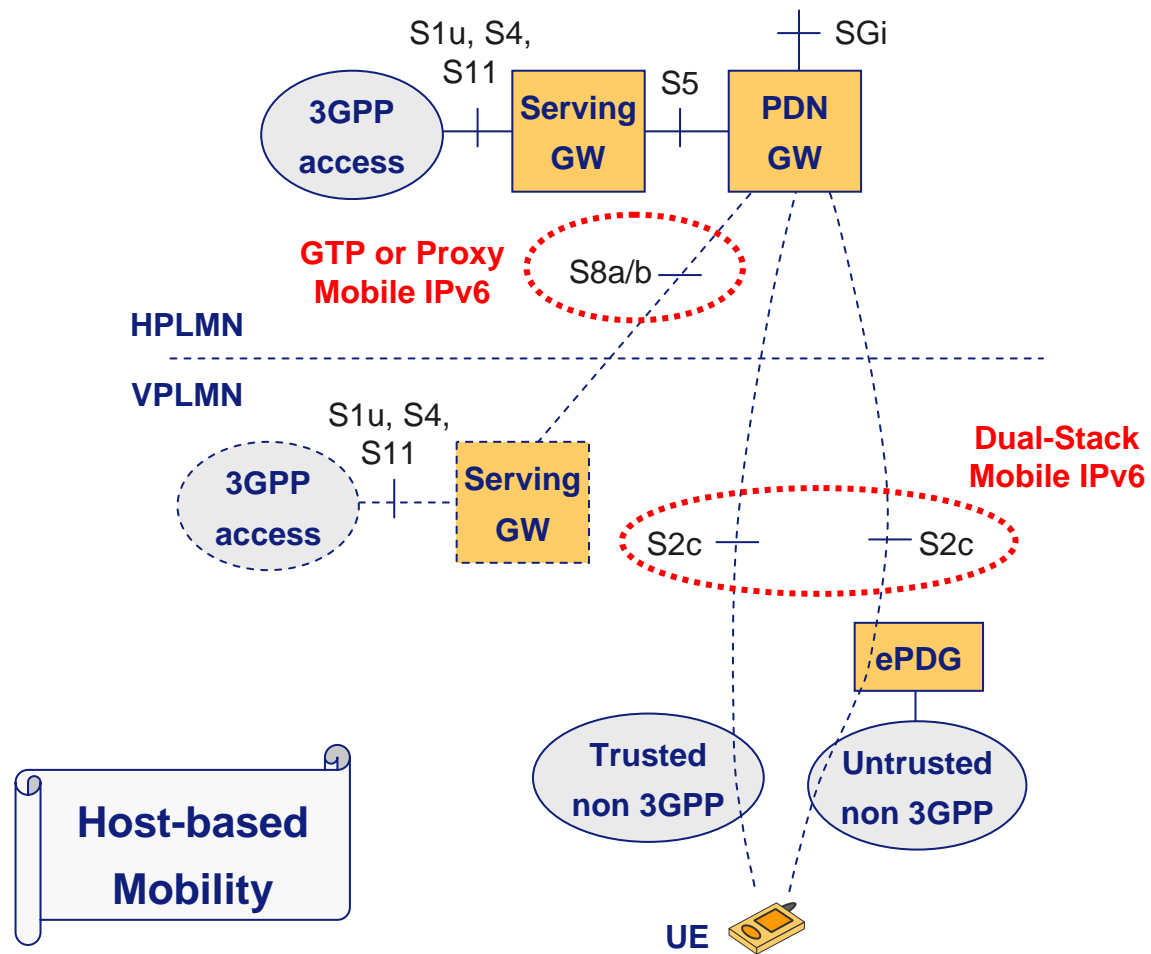 S1u, S4,
S11
S5
SGi
3GPP
access
Serving
GW
PDN
GW
GTP or Proxy
Mobile IPv6
S8a/b
HPLMN
VPLMN
S1u, S4,
S11
3GPP
access
Serving
GW
Dual-Stack
Mobile IPv6
S2c
S2c
ePDG
Trusted
non 3GPP
Untrusted
non 3GPP
Host-based
Mobility
UE